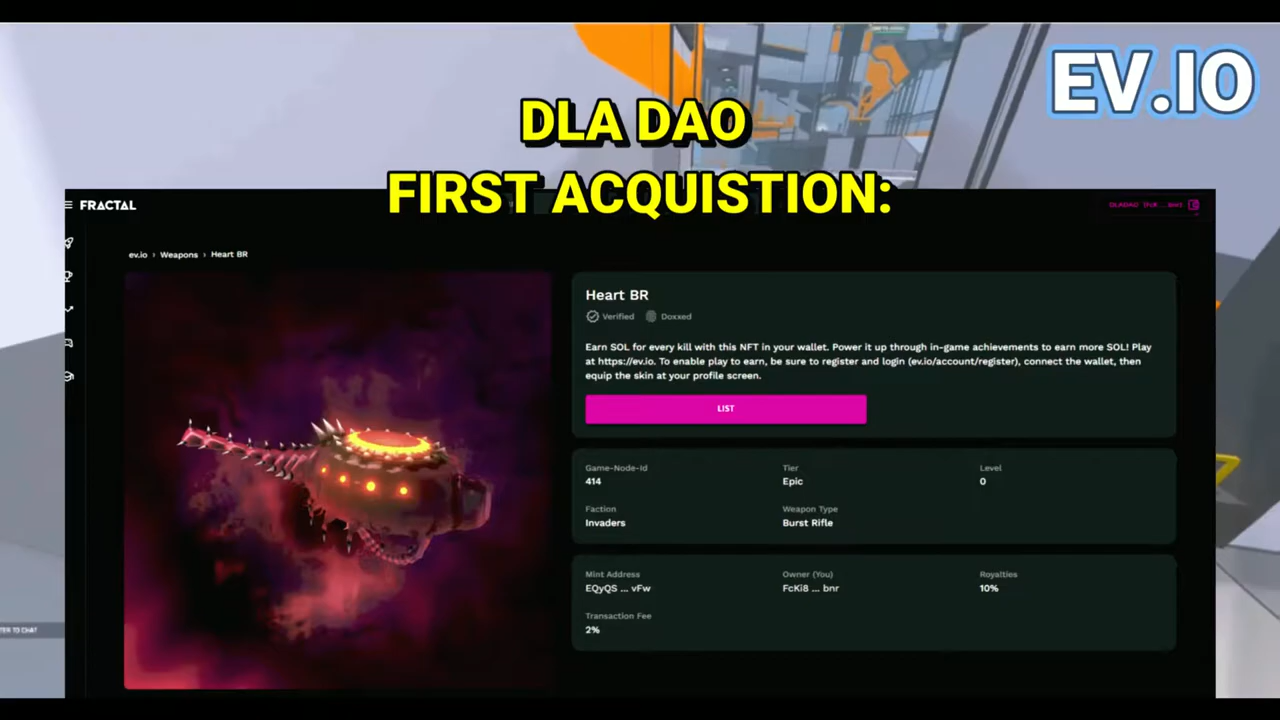 EV.IO
DLA DAO
FIRST ACQUISTION:
FRACTAL
ev.io › Weapons › Heart BR
Heart BR
Verified Doxxed
Earn SOL for every kill with this NFT in your wallet. Power it up through in-game achievements to earn more SOL! Play
at https://ev.io. To enable play to earn, be sure to register and login (ev.io/account/register), connect the wallet, then
equip the skin at your profile screen.
LIST
Game-Node-Id Tier Level
414 Epic 0
Faction Weapon Type
Invaders Burst Rifle
Mint Address Owner (You) Royalties
EQyQS ... vFw FcKi8 ... bnr 10%
Transaction Fee
2%
TO CHAT